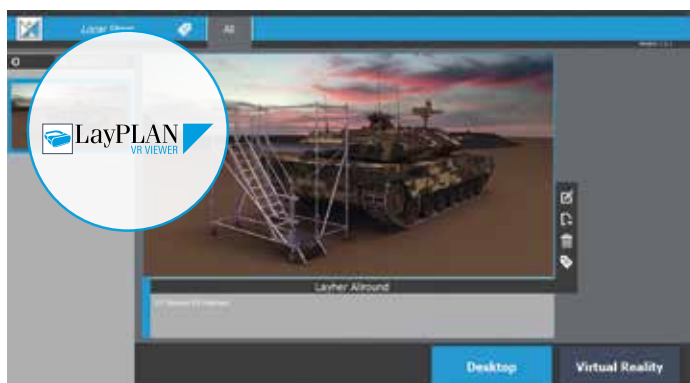 All
LayPLAN
VR VIEWER
Layher Allround
Desktop
Virtual Reality